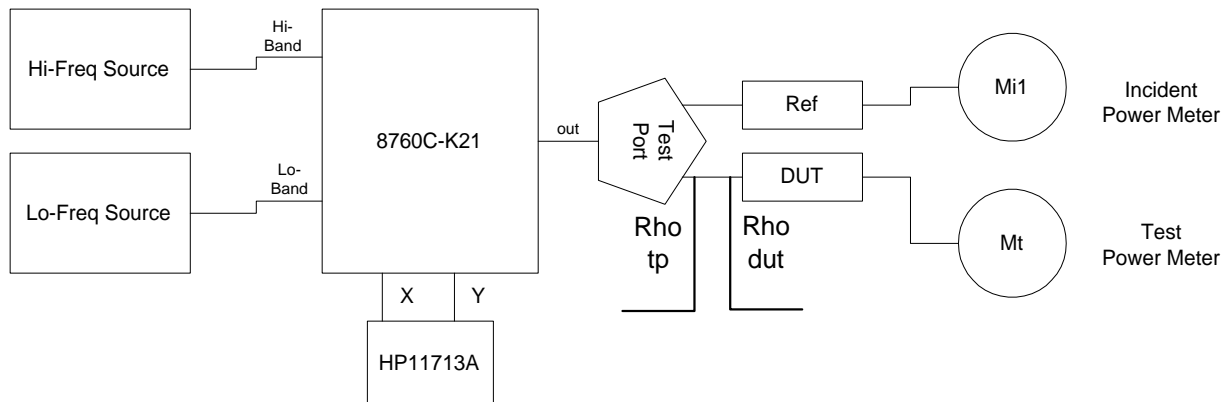 Hi-Freq Source
Hi-
Band
8760C-K21
out
Test
Port
Ref
Mi1
Incident
Power Meter
Lo-Freq Source
Lo-
Band
DUT
Rho
tp
Rho
dut
Mt
Test
Power Meter
X
Y
HP11713A